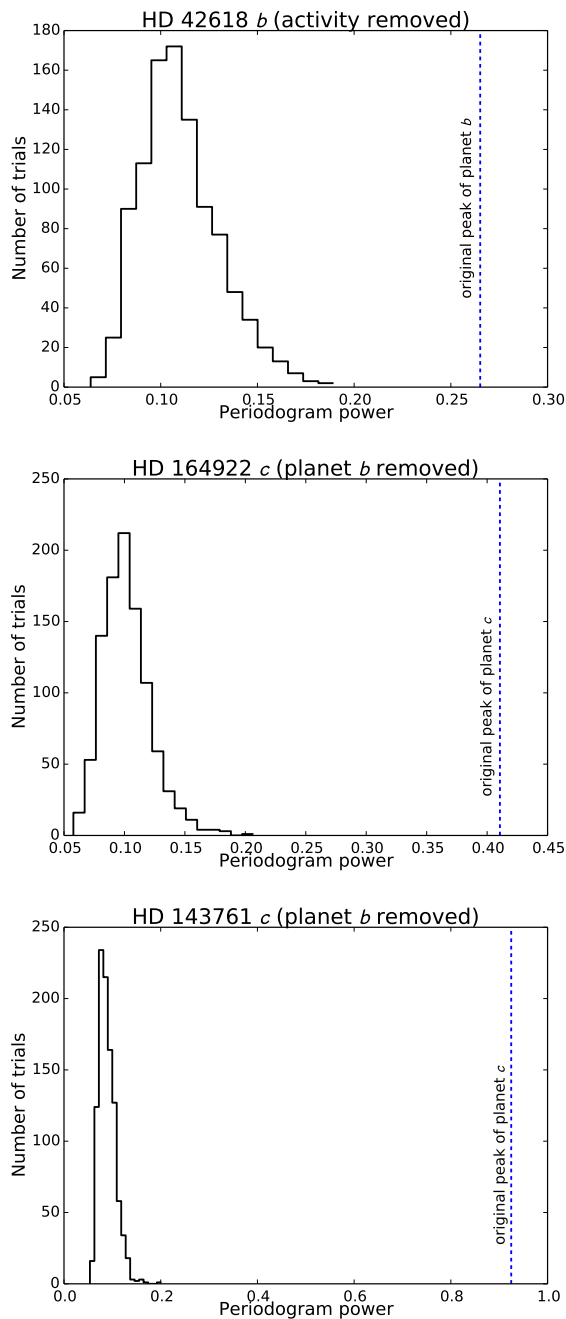 HD 42618 b (activity removed)
180
160
140
120
100
80
60
40
20
0
Number of trials
original peak of planet b
0.05 0.10 0.15 0.20 0.25 0.30
Periodogram power
HD 164922 c (planet b removed)
250
200
150
100
50
0
Number of trials
original peak of planet c
0.05 0.10 0.15 0.20 0.25 0.30 0.35 0.40 0.45
Periodogram power
HD 143761 c (planet b removed)
250
200
150
100
50
0
Number of trials
original peak of planet c
0.0 0.2 0.4 0.6 0.8 1.0
Periodogram power